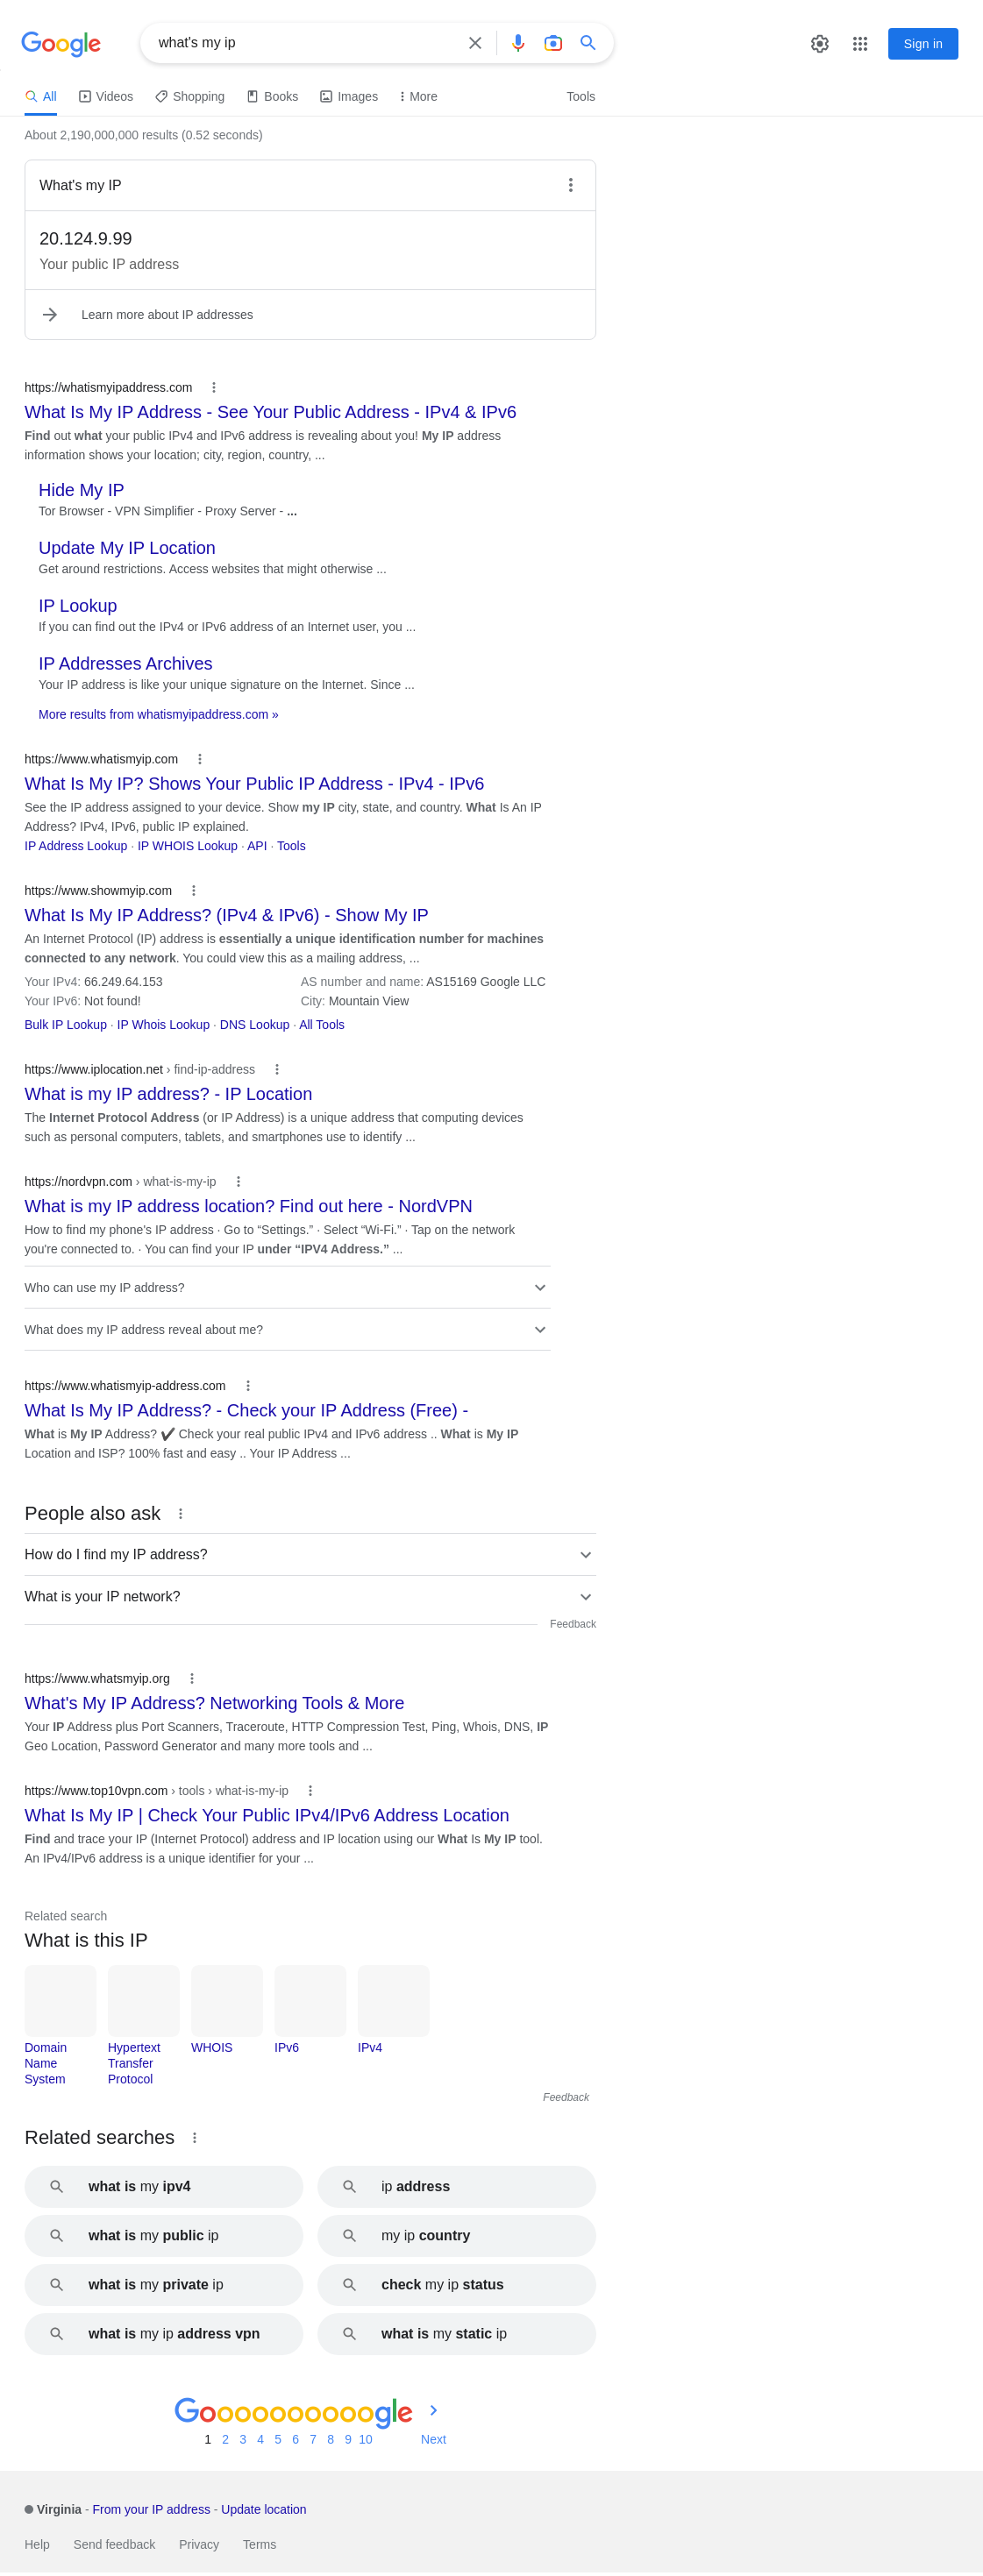 Google
what's my ip
Sign in
All
Videos
Shopping
Books
Images
More
Tools
About 2,190,000,000 results (0.52 seconds)
What's my IP
20.124.9.99
Your public IP address
Learn more about IP addresses
https://whatismyipaddress.com
What Is My IP Address - See Your Public Address - IPv4 & IPv6
Find out what your public IPv4 and IPv6 address is revealing about you! My IP address
information shows your location; city, region, country, ...
Hide My IP
Tor Browser - VPN Simplifier - Proxy Server - ...
Update My IP Location
Get around restrictions. Access websites that might otherwise ...
IP Lookup
If you can find out the IPv4 or IPv6 address of an Internet user, you ...
IP Addresses Archives
Your IP address is like your unique signature on the Internet. Since ...
More results from whatismyipaddress.com »
https://www.whatismyip.com
What Is My IP? Shows Your Public IP Address - IPv4 - IPv6
See the IP address assigned to your device. Show my IP city, state, and country. What Is An IP
Address? IPv4, IPv6, public IP explained.
IP Address Lookup · IP WHOIS Lookup · API · Tools
https://www.showmyip.com
What Is My IP Address? (IPv4 & IPv6) - Show My IP
An Internet Protocol (IP) address is essentially a unique identification number for machines
connected to any network. You could view this as a mailing address, ...
Your IPv4: 66.249.64.153
AS number and name: AS15169 Google LLC
Your IPv6: Not found!
City: Mountain View
Bulk IP Lookup · IP Whois Lookup · DNS Lookup · All Tools
https://www.iplocation.net › find-ip-address
What is my IP address? - IP Location
The Internet Protocol Address (or IP Address) is a unique address that computing devices
such as personal computers, tablets, and smartphones use to identify ...
https://nordvpn.com › what-is-my-ip
What is my IP address location? Find out here - NordVPN
How to find my phone's IP address · Go to “Settings.” · Select “Wi-Fi.” · Tap on the network
you're connected to. · You can find your IP under “IPV4 Address.” ...
Who can use my IP address?
What does my IP address reveal about me?
https://www.whatismyip-address.com
What Is My IP Address? - Check your IP Address (Free) -
What is My IP Address? ✔️ Check your real public IPv4 and IPv6 address .. What is My IP
Location and ISP? 100% fast and easy .. Your IP Address ...
People also ask
How do I find my IP address?
What is your IP network?
Feedback
https://www.whatsmyip.org
What's My IP Address? Networking Tools & More
Your IP Address plus Port Scanners, Traceroute, HTTP Compression Test, Ping, Whois, DNS, IP
Geo Location, Password Generator and many more tools and ...
https://www.top10vpn.com › tools › what-is-my-ip
What Is My IP | Check Your Public IPv4/IPv6 Address Location
Find and trace your IP (Internet Protocol) address and IP location using our What Is My IP tool.
An IPv4/IPv6 address is a unique identifier for your ...
Related search
What is this IP
Domain
Name
System
Hypertext
Transfer
Protocol
WHOIS
IPv6
IPv4
Feedback
Related searches
what is my ipv4
ip address
what is my public ip
my ip country
what is my private ip
check my ip status
what is my ip address vpn
what is my static ip
Goooooooooogle
1 2 3 4 5 6 7 8 9 10 Next
Virginia - From your IP address - Update location
Help
Send feedback
Privacy
Terms